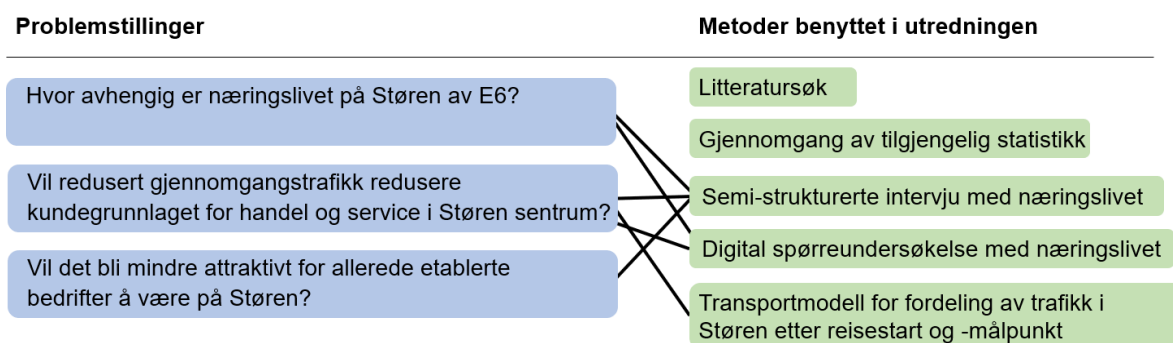 Problemstillinger
Metoder benyttet i utredningen
Hvor avhengig er næringslivet på Støren av E6?
Vil redusert gjennomgangstrafikk redusere
kundegrunnlaget for handel og service i Støren sentrum?
Vil det bli mindre attraktivt for allerede etablerte
bedrifter å være på Støren?
Litteratursøk
Gjennomgang av tilgjengelig statistikk
Semi-strukturerte intervju med næringslivet
Digital spørreundersøkelse med næringslivet
Transportmodell for fordeling av trafikk i
Støren etter reisestart og -målpunkt